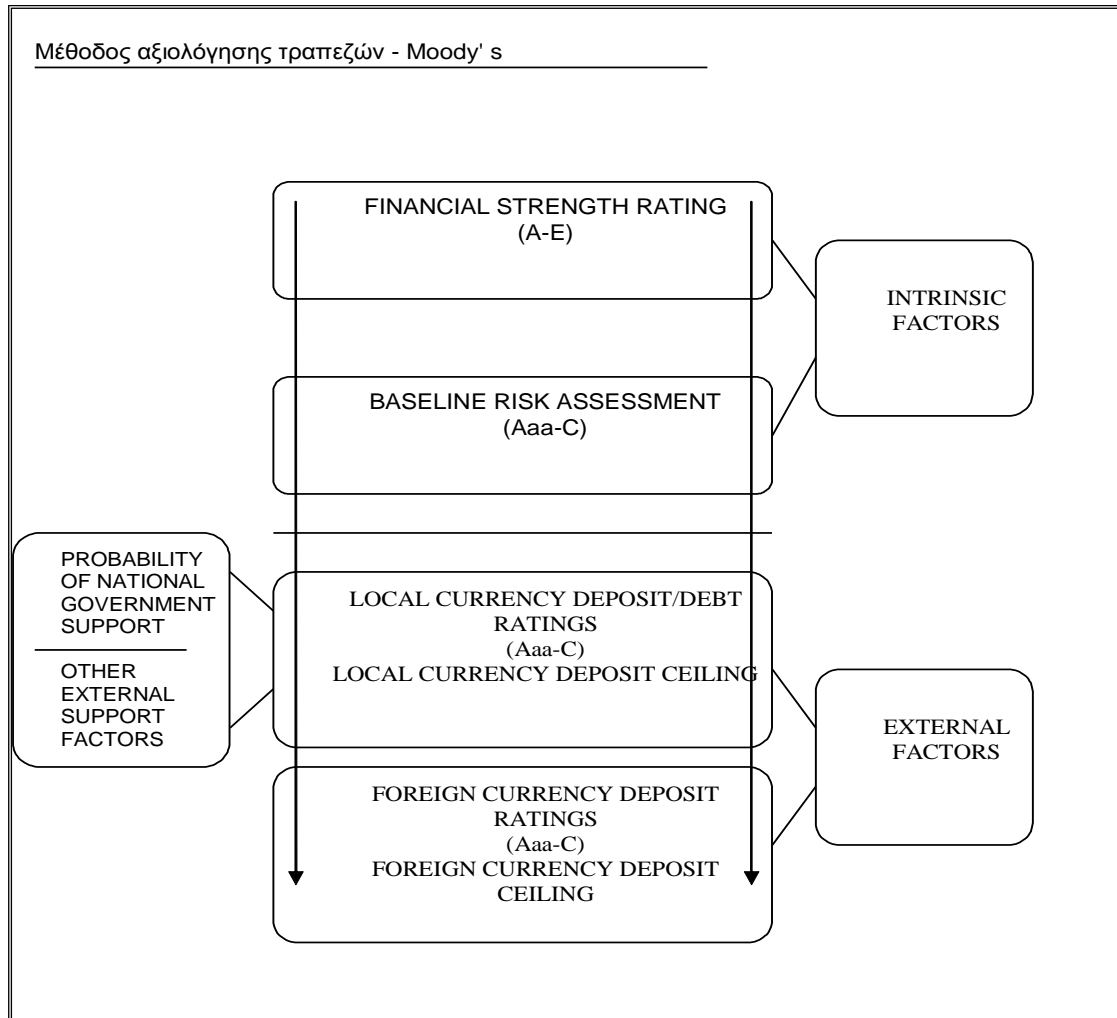 Μέθοδος αξιολόγησης τραπεζών - Moody' s
FINANCIAL STRENGTH RATING
(A-E)
INTRINSIC
FACTORS
BASELINE RISK ASSESSMENT
(Aaa-C)
PROBABILITY
OF NATIONAL
GOVERNMENT
SUPPORT
OTHER
EXTERNAL
SUPPORT
FACTORS
LOCAL CURRENCY DEPOSIT/DEBT
RATINGS
(Aaa-C)
LOCAL CURRENCY DEPOSIT CEILING
EXTERNAL
FACTORS
FOREIGN CURRENCY DEPOSIT
RATINGS
(Aaa-C)
FOREIGN CURRENCY DEPOSIT
CEILING